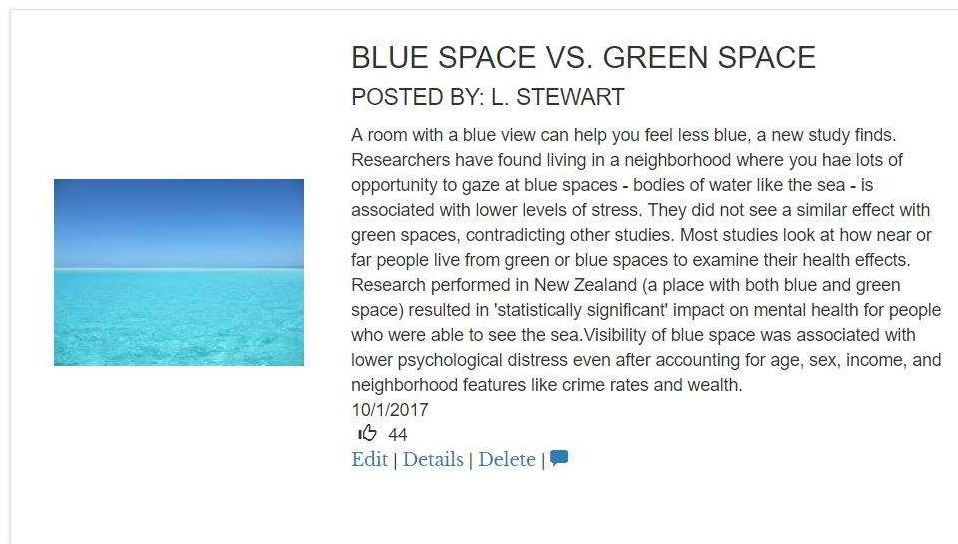 BLUE SPACE VS. GREEN SPACE
POSTED BY: L. STEWART
A room with a blue view can help you feel less blue, a new study finds.
Researchers have found living in a neighborhood where you hae lots of
opportunity to gaze at blue spaces - bodies of water like the sea - is
associated with lower levels of stress. They did not see a similar effect with
green spaces, contradicting other studies. Most studies look at how near or
far people live from green or blue spaces to examine their health effects.
Research performed in New Zealand (a place with both blue and green
space) resulted in 'statistically significant' impact on mental health for people
who were able to see the sea.Visibility of blue space was associated with
lower psychological distress even after accounting for age, sex, income, and
neighborhood features like crime rates and wealth.
10/1/2017
44
Edit | Details | Delete |